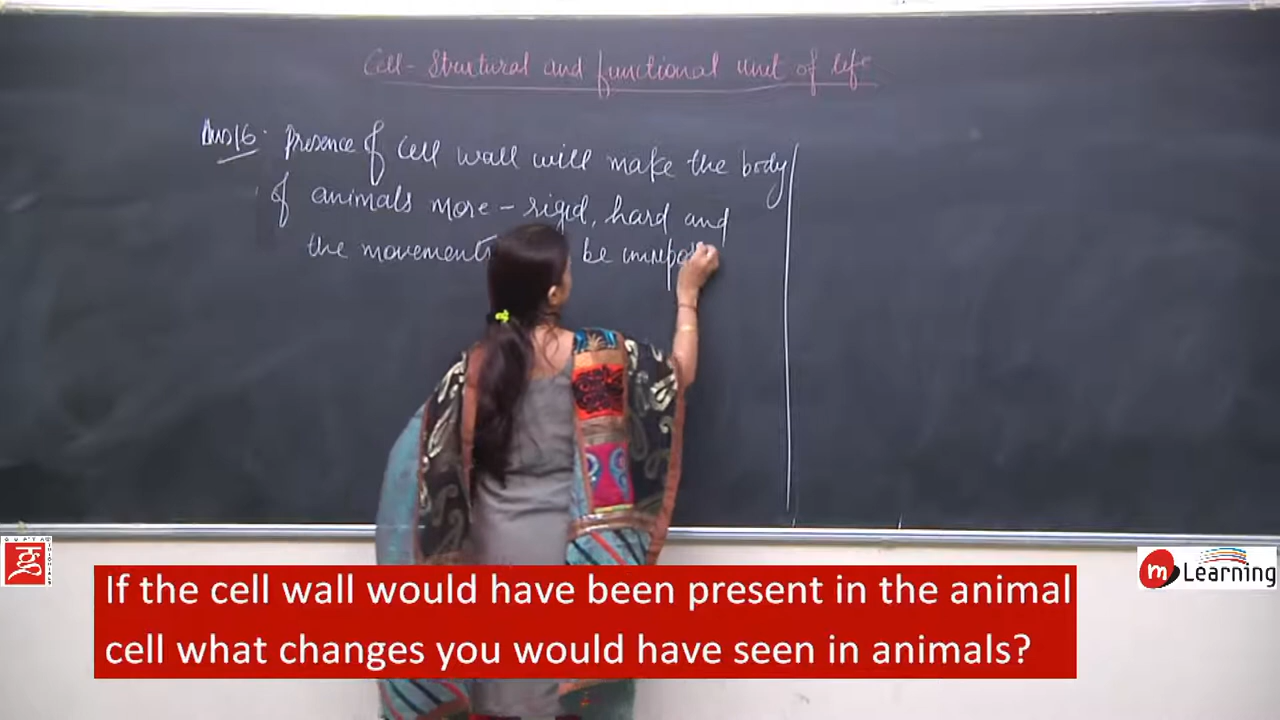 Cell - Structural and functional unit of life
Ans16. Presence of cell wall will make the body
of animals more - rigid, hard and
the movements be
GUPTA
m Learning
If the cell wall would have been present in the animal
cell what changes you would have seen in animals?